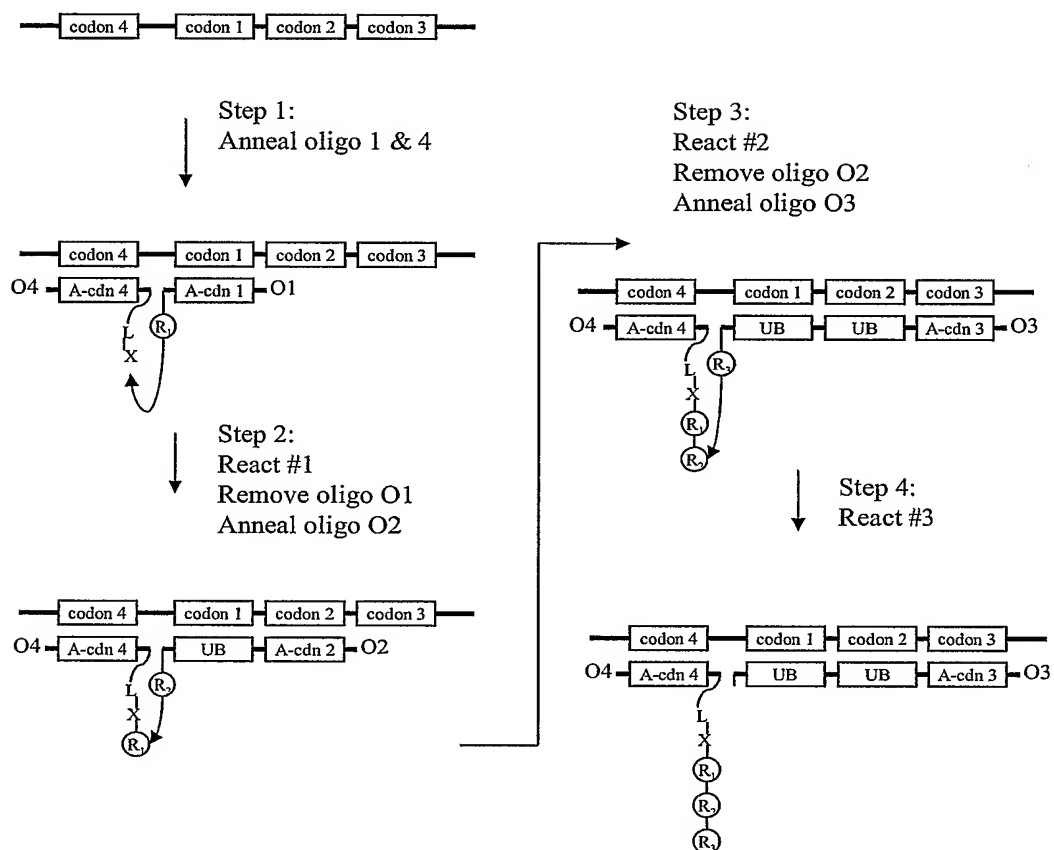 codon 4 codon 1 codon 2 codon 3
Step 1:
Anneal oligo 1 & 4
codon 4 codon 1 codon 2 codon 3
O4 A-cdn 4 A-cdn 1 O1
R₁
L
X
Step 2:
React #1
Remove oligo O1
Anneal oligo O2
codon 4 codon 1 codon 2 codon 3
O4 A-cdn 4 UB A-cdn 2 O2
R₂
L
X
R₁
Step 3:
React #2
Remove oligo O2
Anneal oligo O3
codon 4 codon 1 codon 2 codon 3
O4 A-cdn 4 UB UB A-cdn 3 O3
R₃
L
X
R₁
R₂
Step 4:
React #3
codon 4 codon 1 codon 2 codon 3
O4 A-cdn 4 UB UB A-cdn 3 O3
L
X
R₁
R₂
R₃